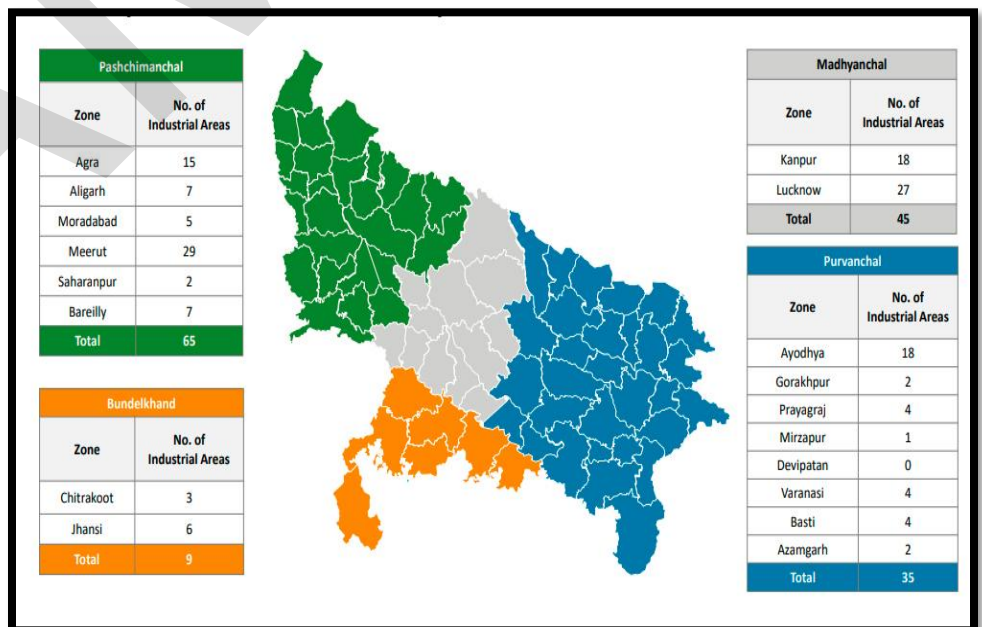 Pashchimanchal
Zone No. of Industrial Areas
Agra 15
Aligarh 7
Moradabad 5
Meerut 29
Saharanpur 2
Bareilly 7
Total 65
Bundelkhand
Zone No. of Industrial Areas
Chitrakoot 3
Jhansi 6
Total 9
Madhyanchal
Zone No. of Industrial Areas
Kanpur 18
Lucknow 27
Total 45
Purvanchal
Zone No. of Industrial Areas
Ayodhya 18
Gorakhpur 2
Prayagraj 4
Mirzapur 1
Devipatan 0
Varanasi 4
Basti 4
Azamgarh 2
Total 35